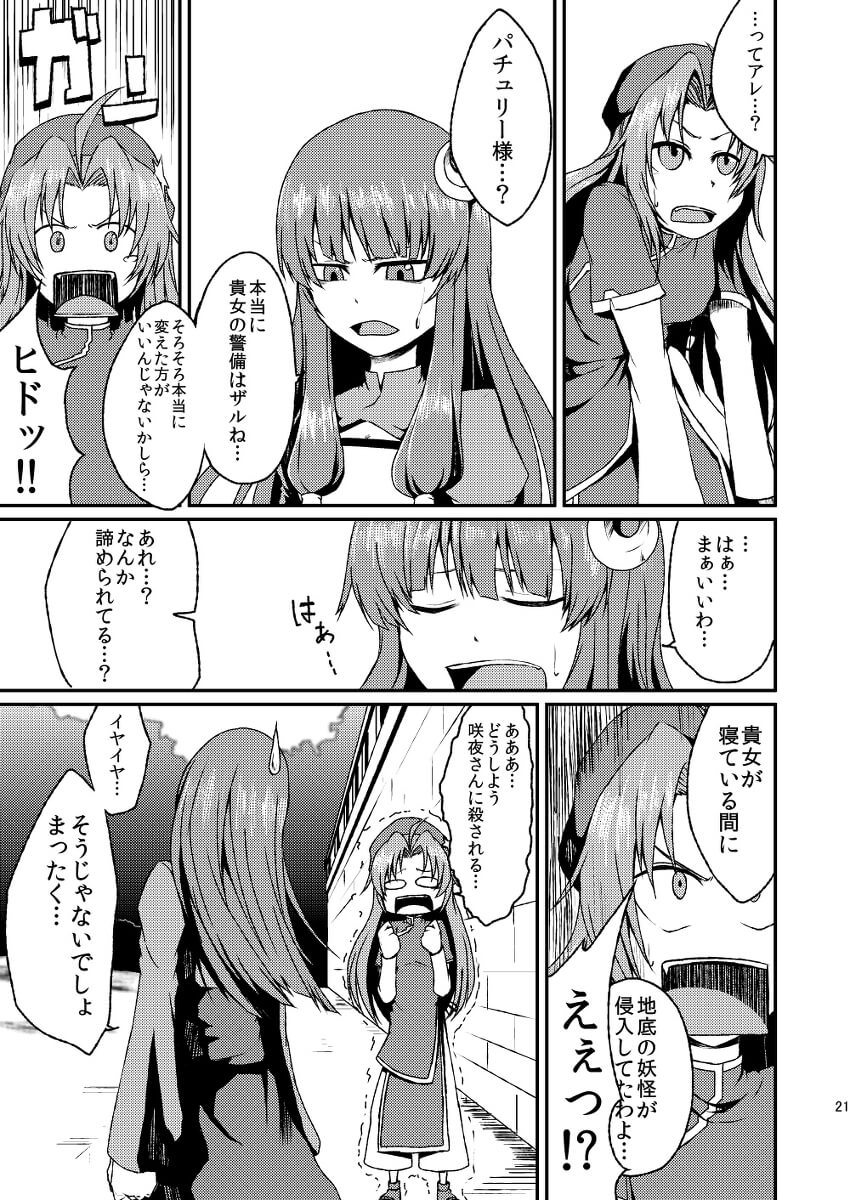 …ってアレ…?
パチュリー様…?
本当に
貴女の警備はザルね…
そろそろ本当に
変えた方が
いいんじゃないかしら…
ガーン
ヒドッ!!
…
はぁ…
まぁいいわ…
はぁ…
あれ…?
なんか
諦められてる…?
貴女が
寝ている間に
地底の妖怪が
侵入してたわよ…
えぇっ!?
あああ…
どうしよう
咲夜さんに殺される…
イヤイヤ…
そうじゃないでしょ
まったく…
21